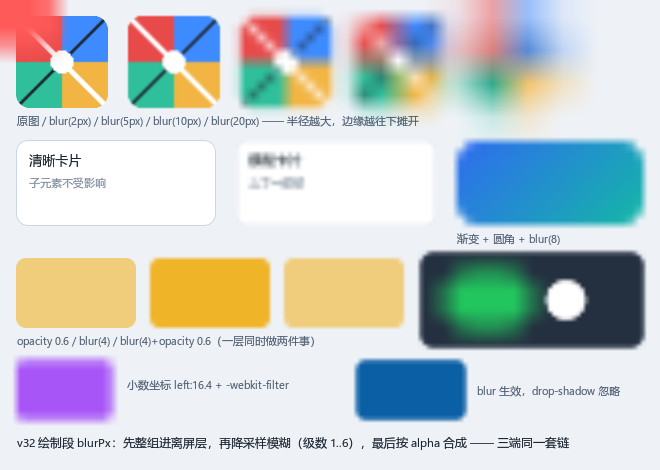 原图 / blur(2px) / blur(5px) / blur(10px) / blur(20px) —— 半径越大，边缘越往下摊开
清晰卡片
子元素不受影响
渐变 + 圆角 + blur(8)
opacity 0.6 / blur(4) / blur(4)+opacity 0.6（一层同时做两件事）
小数坐标 left:16.4 + -webkit-filter
blur 生效，drop-shadow 忽略
v32 绘制段 blurPx：先整组进离屏层，再降采样模糊（级数 1..6），最后按 alpha 合成 —— 三端同一套链